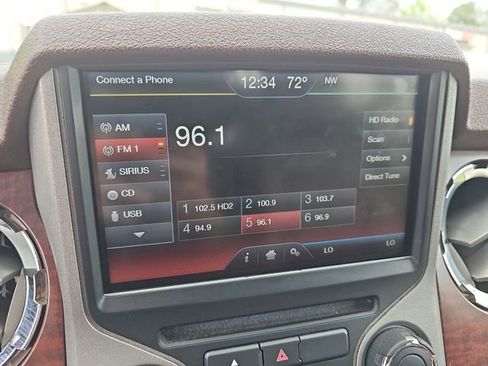 Connect a Phone 12:34 72° NW
AM
FM 1
SIRIUS
CD
USB
96.1
HD Radio
Scan
Options
Direct Tune
1 102.5 HD2 2 100.9 3 103.7
4 94.9 5 96.1 6 96.9
LO LO